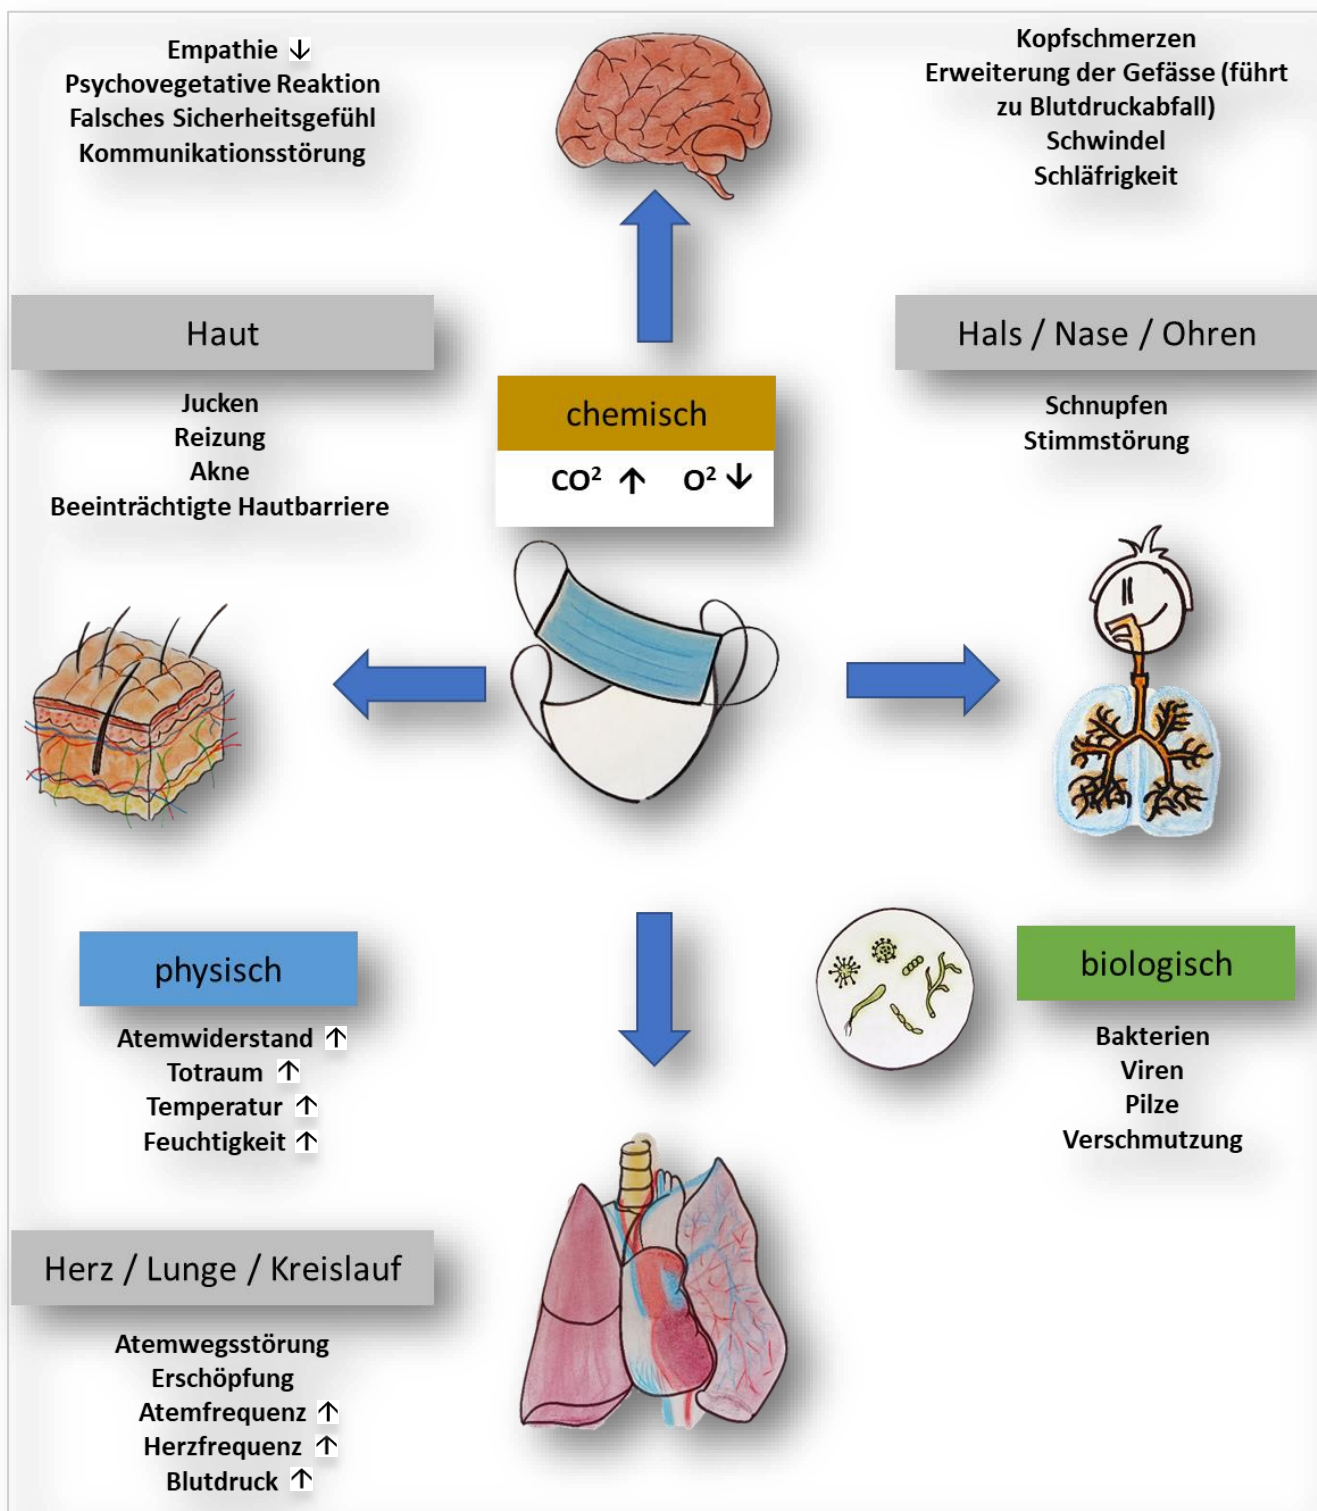 Empathie ↓
Psychovegetative Reaktion
Falsches Sicherheitsgefühl
Kommunikationsstörung
Kopfschmerzen
Erweiterung der Gefässe (führt
zu Blutdruckabfall)
Schwindel
Schläfrigkeit
Haut
Jucken
Reizung
Akne
Beeinträchtigte Hautbarriere
chemisch
CO² ↑ O² ↓
Hals / Nase / Ohren
Schnupfen
Stimmstörung
physisch
Atemwiderstand ↑
Totraum ↑
Temperatur ↑
Feuchtigkeit ↑
biologisch
Bakterien
Viren
Pilze
Verschmutzung
Herz / Lunge / Kreislauf
Atemwegsstörung
Erschöpfung
Atemfrequenz ↑
Herzfrequenz ↑
Blutdruck ↑